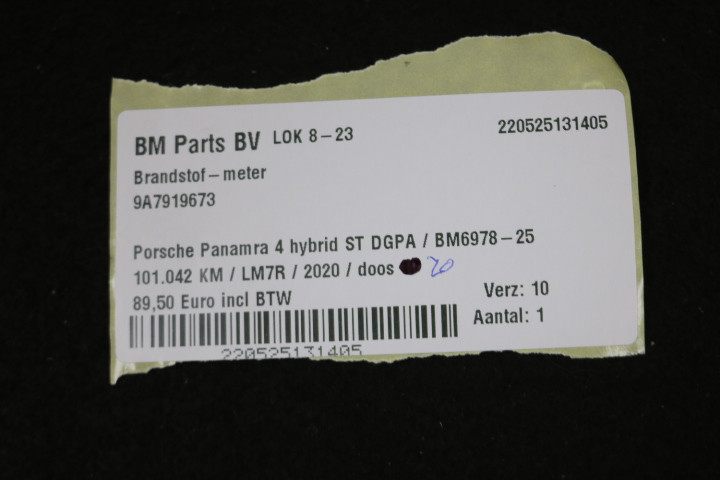 BM Parts BV LOK 8-23 220525131405
Brandstof-meter
9A7919673
Porsche Panamra 4 hybrid ST DGPA / BM6978-25
101.042 KM / LM7R / 2020 / doos 20
89,50 Euro incl BTW Verz: 10
Aantal: 1
220525131405